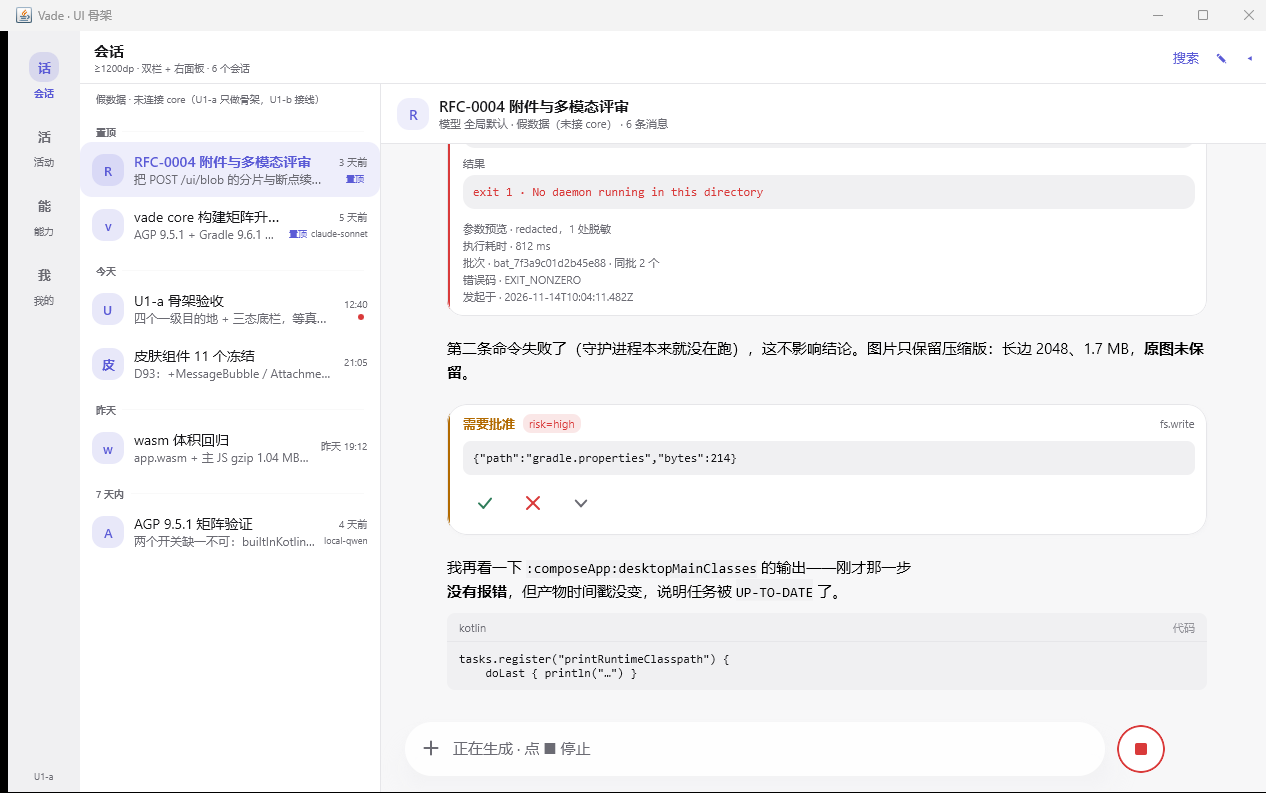 Vade · UI 骨架
话
会话
活
活动
能
能力
我
我的
U1-a
会话
≥1200dp · 双栏 + 右面板 · 6 个会话
搜索
假数据 · 未连接 core（U1-a 只做骨架，U1-b 接线）
置顶
R
RFC-0004 附件与多模态评审
3 天前
把 POST /ui/blob 的分片与断点续...
置顶
v
vade core 构建矩阵升...
5 天前
AGP 9.5.1 + Gradle 9.6.1 ...
置顶 claude-sonnet
今天
U
U1-a 骨架验收
12:40
四个一级目的地 + 三态底栏，等真...
皮
皮肤组件 11 个冻结
21:05
D93：+MessageBubble / Attachme...
昨天
w
wasm 体积回归
昨天 19:12
app.wasm + 主 JS gzip 1.04 MB...
7 天内
A
AGP 9.5.1 矩阵验证
4 天前
两个开关缺一不可：builtInKotlin...
local-qwen
R
RFC-0004 附件与多模态评审
模型 全局默认 · 假数据（未接 core） · 6 条消息
结果
exit 1 · No daemon running in this directory
参数预览 · redacted，1 处脱敏
执行耗时 · 812 ms
批次 · bat_7f3a9c01d2b45e88 · 同批 2 个
错误码 · EXIT_NONZERO
发起于 · 2026-11-14T10:04:11.482Z
第二条命令失败了（守护进程本来就没在跑），这不影响结论。图片只保留压缩版：长边 2048、1.7 MB，原图未保
留。
需要批准
risk=high
fs.write
{"path":"gradle.properties","bytes":214}
我再看一下 :composeApp:desktopMainClasses 的输出——刚才那一步
没有报错，但产物时间戳没变，说明任务被 UP-TO-DATE 了。
kotlin
代码
tasks.register("printRuntimeClasspath") {
    doLast { println("…") }
正在生成 · 点 ■ 停止